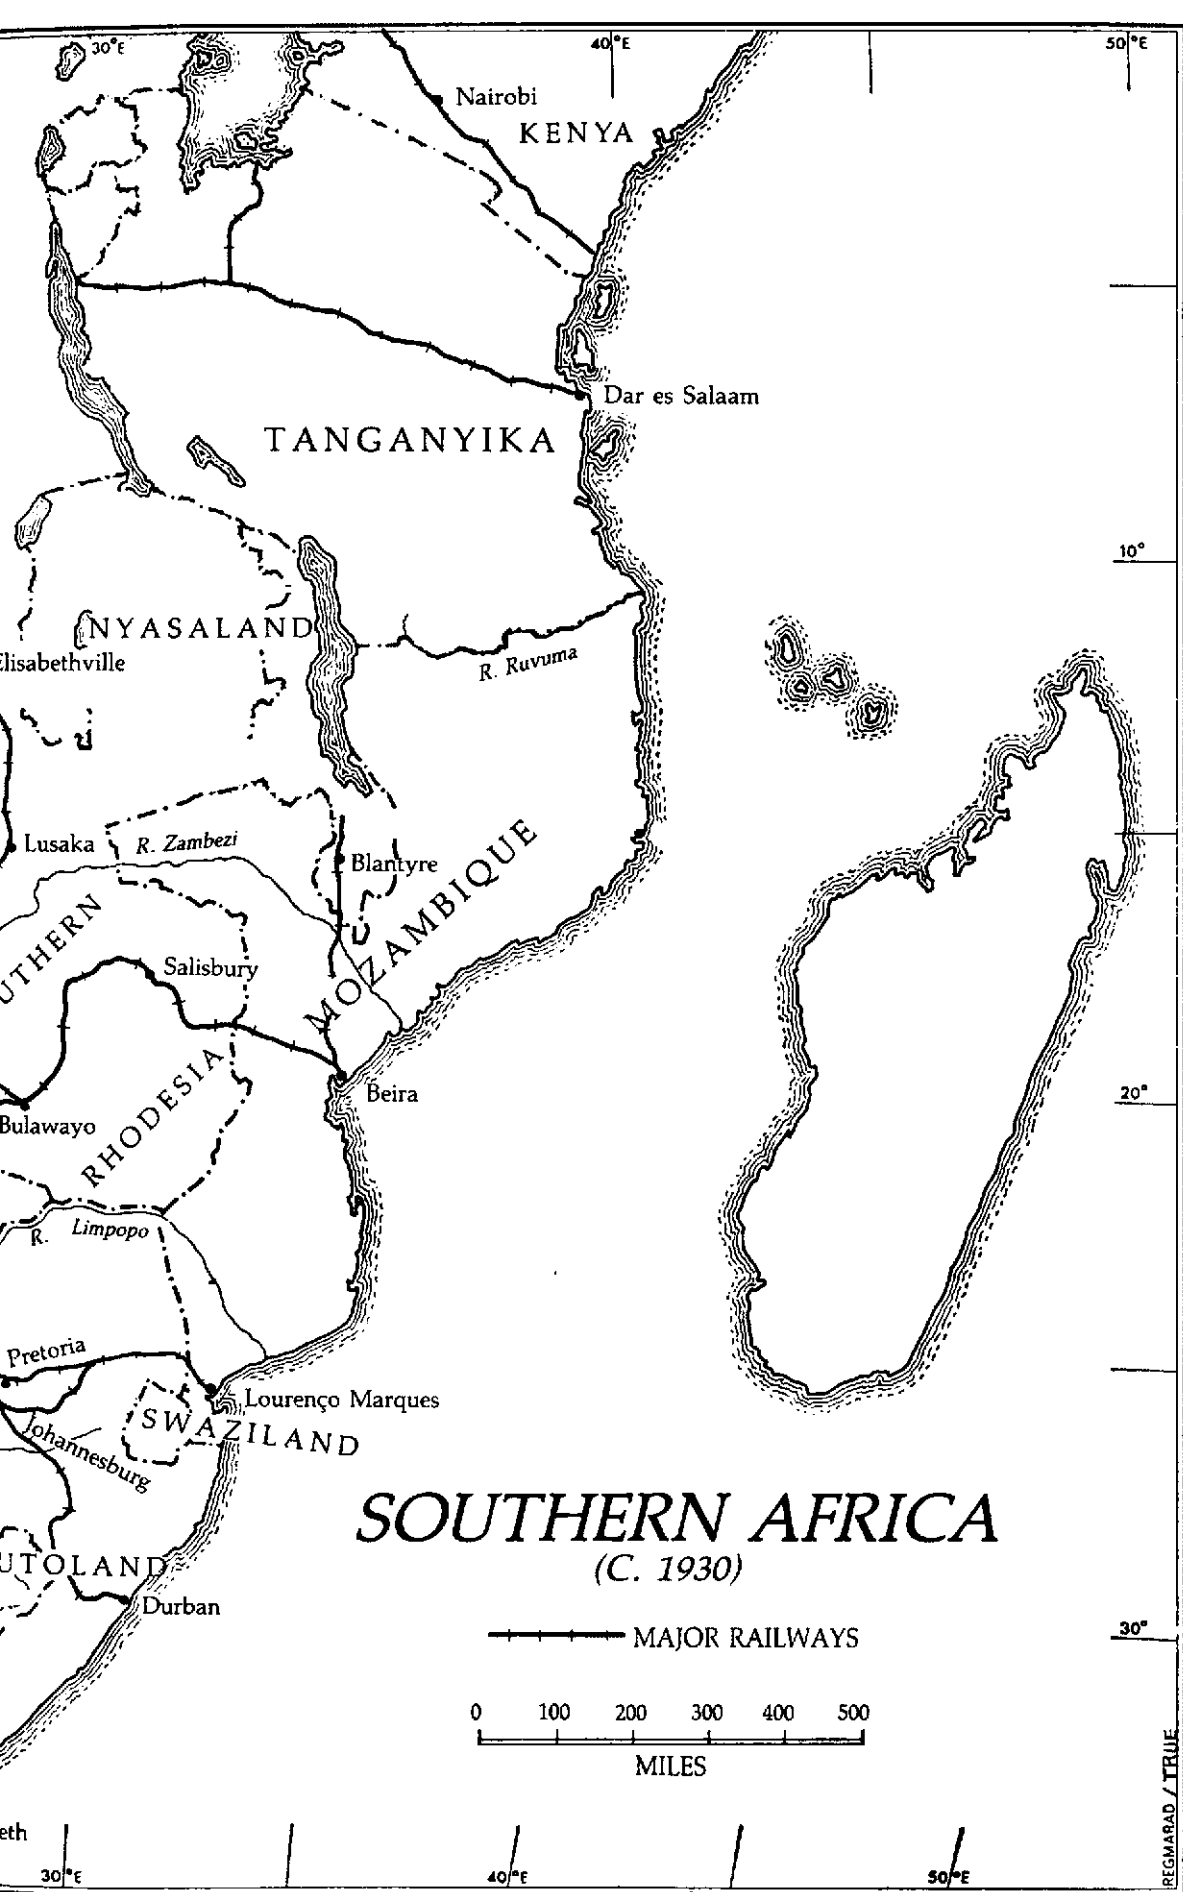 30°E
40°E
50°E
Nairobi
KENYA
Dar es Salaam
TANGANYIKA
10°
NYASALAND
R. Ruvuma
Elisabethville
Lusaka
R. Zambezi
Blantyre
MOZAMBIQUE
UTHERN
Salisbury
RHODESIA
Beira
20°
Bulawayo
R. Limpopo
Pretoria
Lourenço Marques
SWAZILAND
Johannesburg
SOUTHERN AFRICA
(C. 1930)
UTOLAND
Durban
MAJOR RAILWAYS
30°
0 100 200 300 400 500
MILES
REGMARAD / TRUE
eth
30°E
40°E
50°E